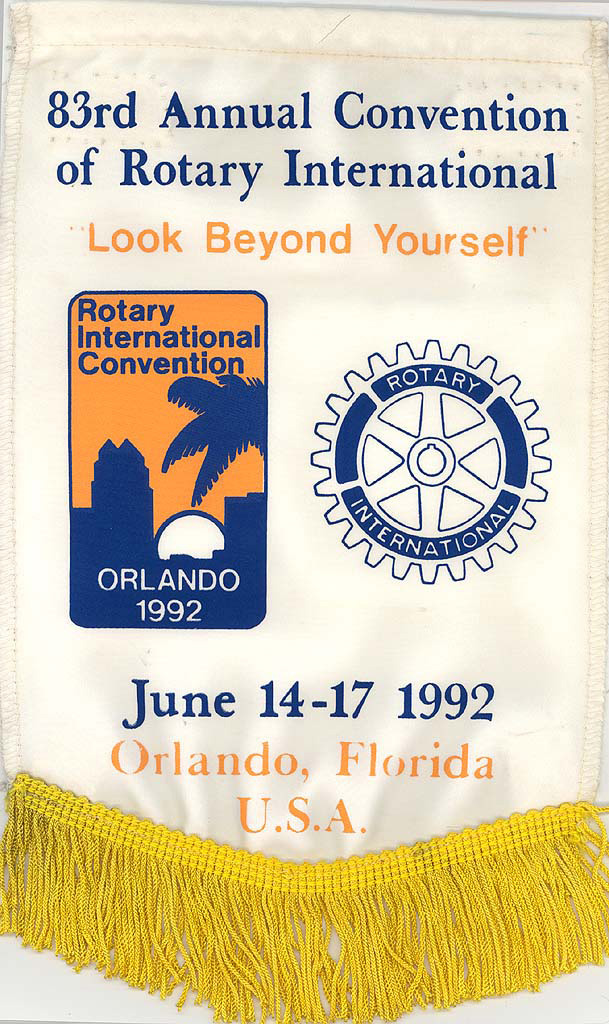 83rd Annual Convention
of Rotary International
"Look Beyond Yourself"
Rotary
International
Convention
ORLANDO
1992
ROTARY
INTERNATIONAL
June 14-17 1992
Orlando, Florida
U.S.A.